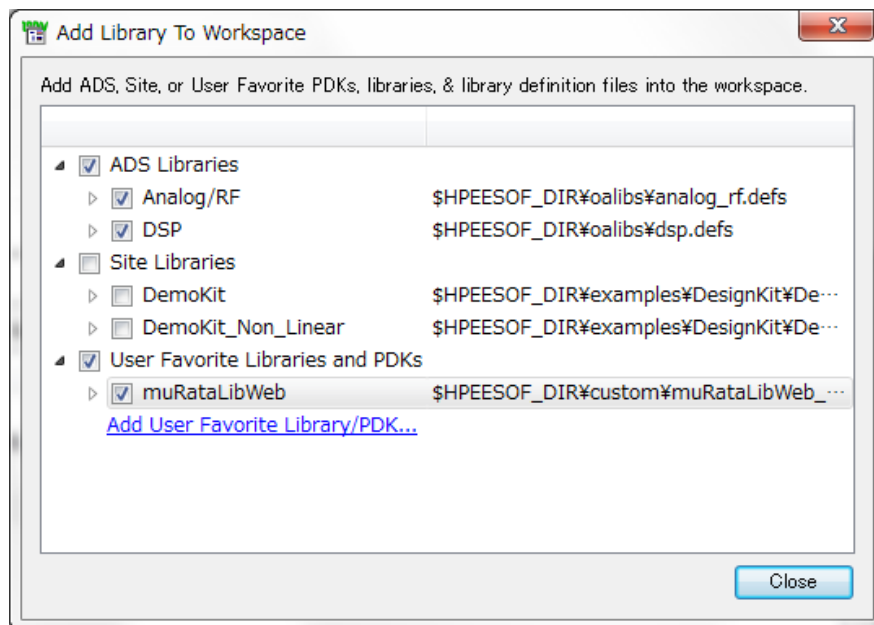 Add Library To Workspace
Add ADS, Site, or User Favorite PDKs, libraries, & library definition files into the workspace.
ADS Libraries
Analog/RF $HPEESOF_DIR¥oalibs¥analog_rf.defs
DSP $HPEESOF_DIR¥oalibs¥dsp.defs
Site Libraries
DemoKit $HPEESOF_DIR¥examples¥DesignKit¥De…
DemoKit_Non_Linear $HPEESOF_DIR¥examples¥DesignKit¥De…
User Favorite Libraries and PDKs
muRataLibWeb $HPEESOF_DIR¥custom¥muRataLibWeb_…
Add User Favorite Library/PDK...
Close